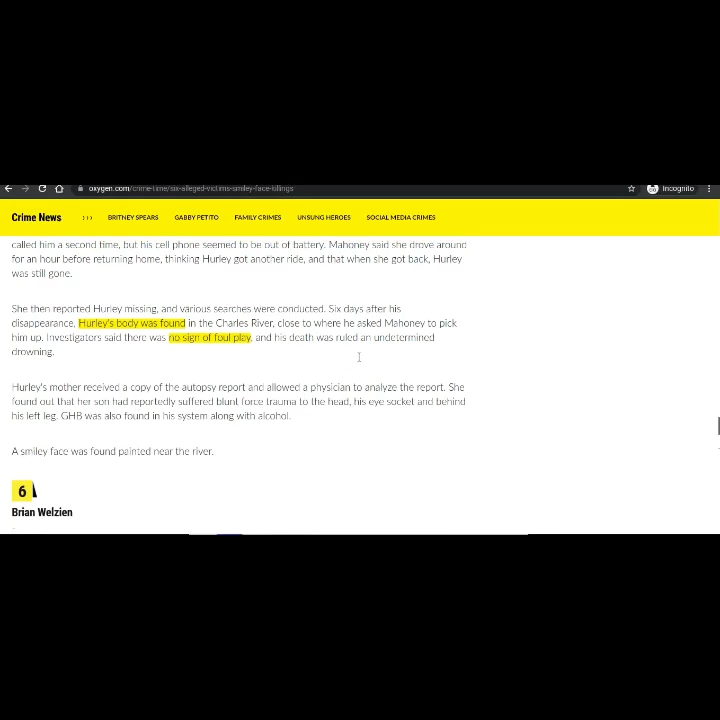 oxygen.com/crime-time/six-alleged-victims-smiley-face-killings
Incognito
Crime News
BRITNEY SPEARS
GABBY PETITO
FAMILY CRIMES
UNSUNG HEROES
SOCIAL MEDIA CRIMES
called him a second time, but his cell phone seemed to be out of battery. Mahoney said she drove around
for an hour before returning home, thinking Hurley got another ride, and that when she got back, Hurley
was still gone.
She then reported Hurley missing, and various searches were conducted. Six days after his
disappearance, Hurley's body was found in the Charles River, close to where he asked Mahoney to pick
him up. Investigators said there was no sign of foul play, and his death was ruled an undetermined
drowning.
Hurley's mother received a copy of the autopsy report and allowed a physician to analyze the report. She
found out that her son had reportedly suffered blunt force trauma to the head, his eye socket and behind
his left leg. GHB was also found in his system along with alcohol.
A smiley face was found painted near the river.
6
Brian Welzien